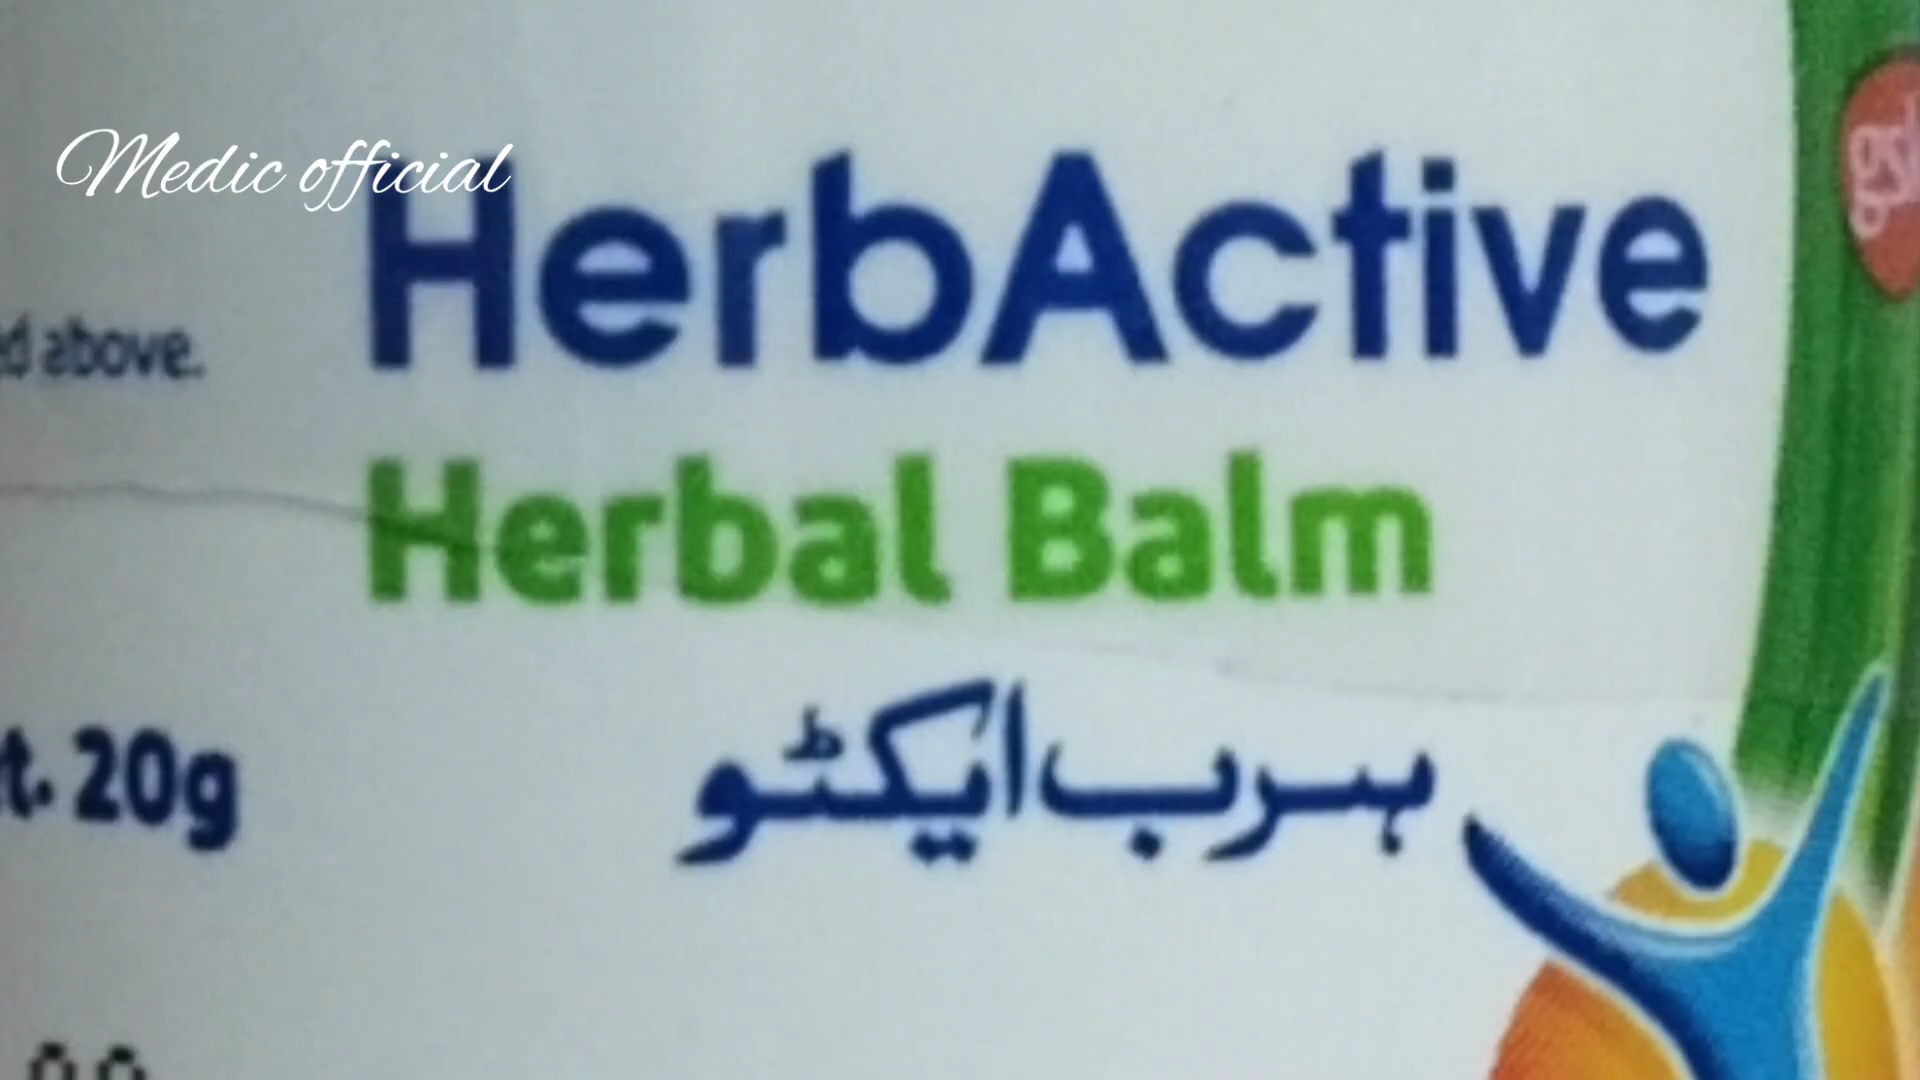 Medic official
HerbActive
ed above.
Herbal Balm
ہرب ایکٹو
t. 20g